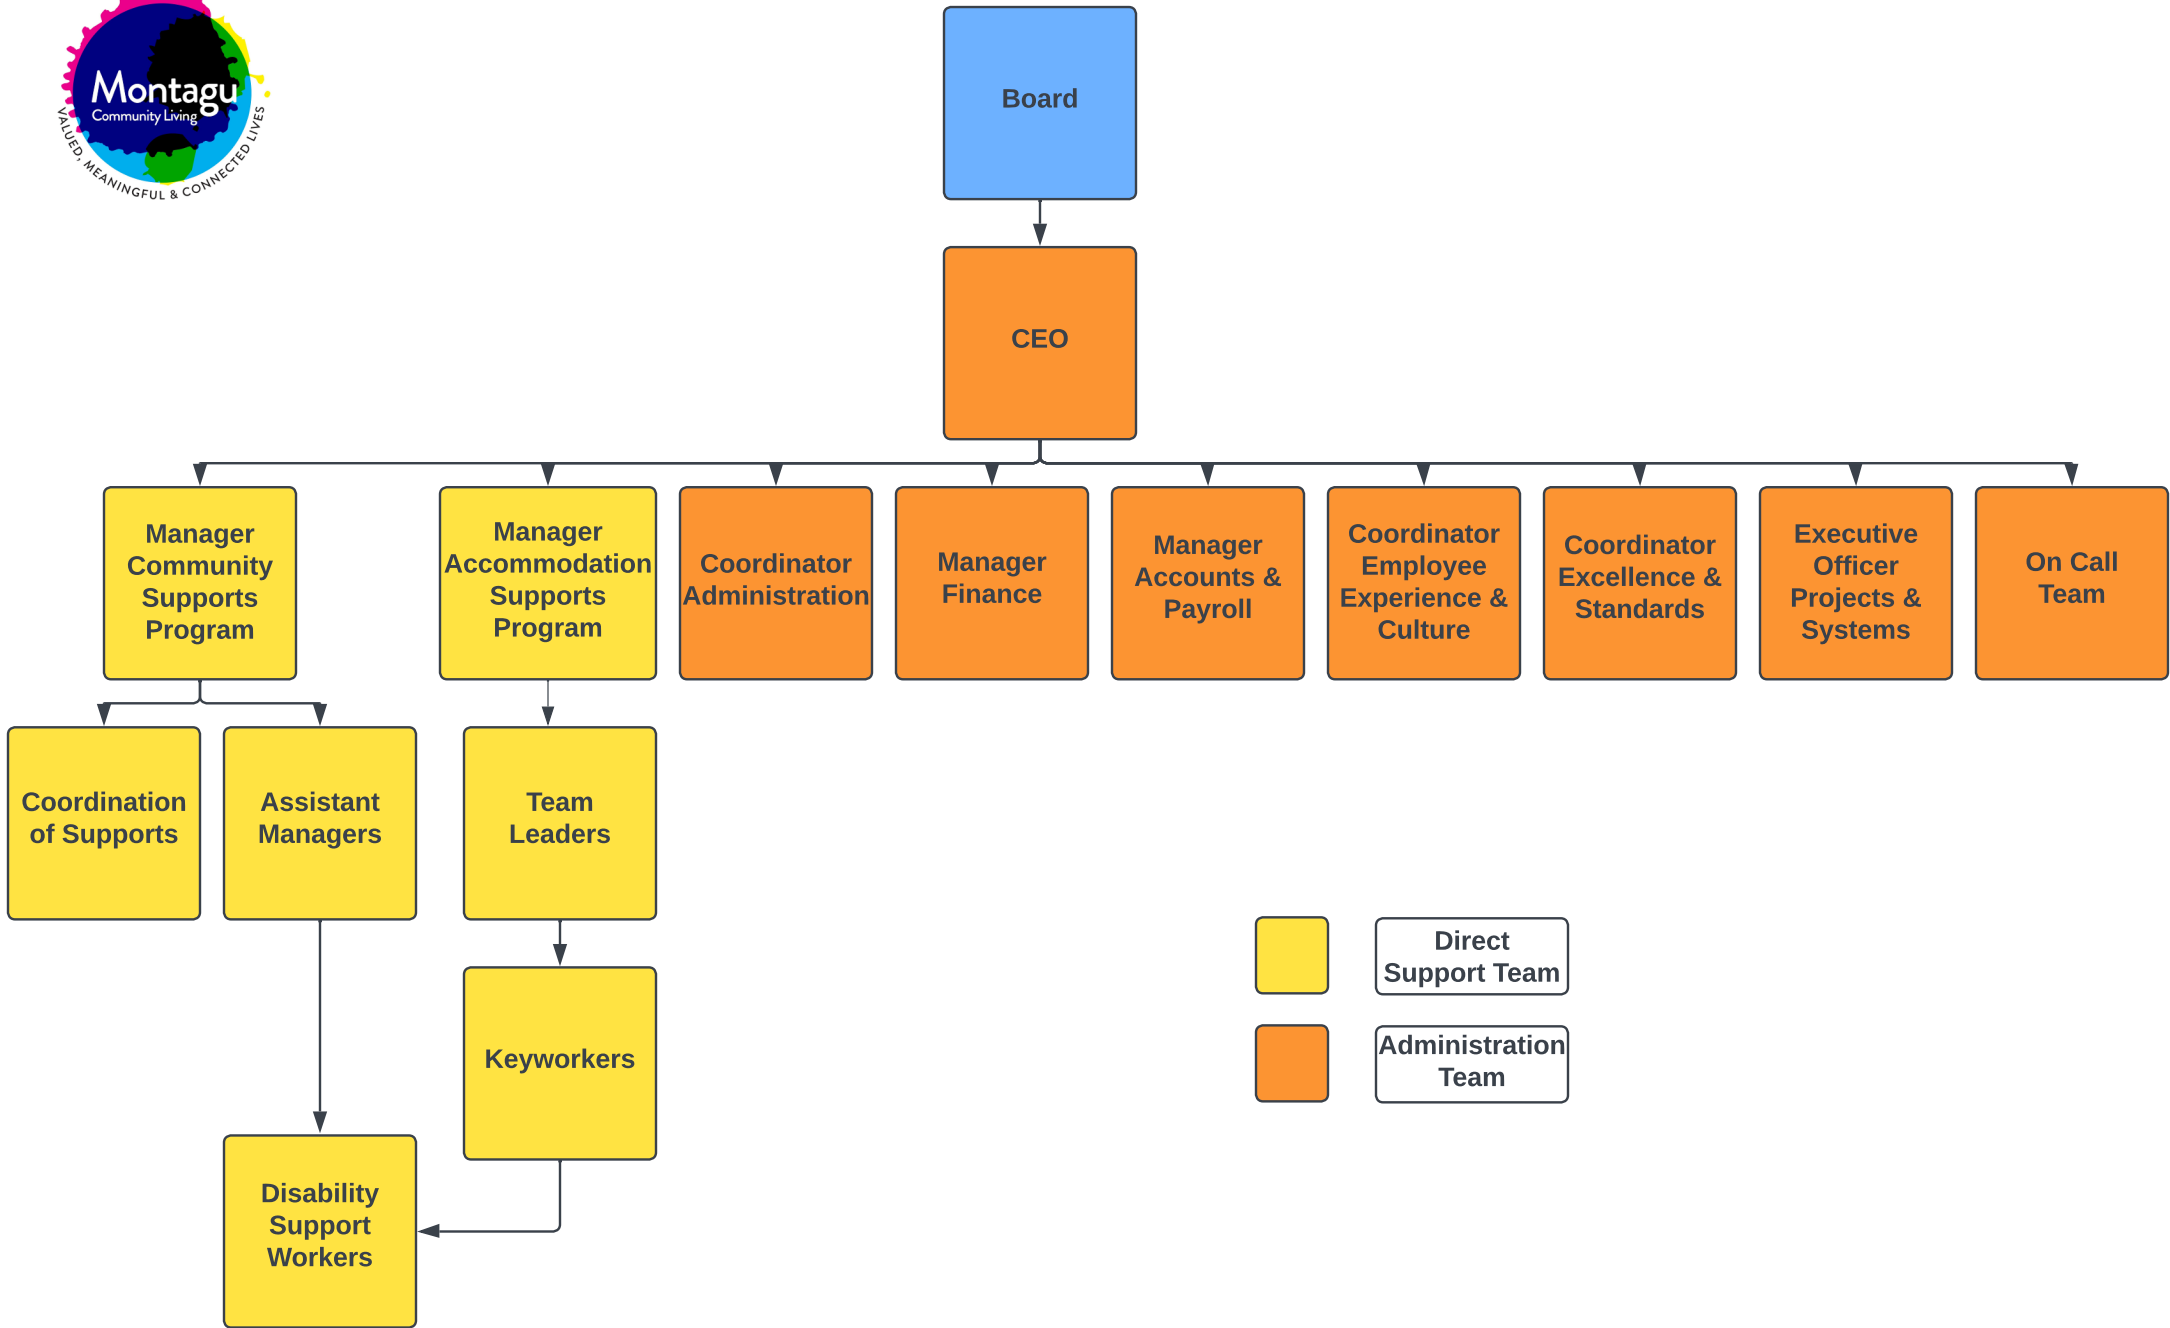 Montagu
Community Living
VALUED, MEANINGFUL & CONNECTED LIVES
Board
CEO
Manager
Community
Supports
Program
Manager
Accommodation
Supports
Program
Coordinator
Administration
Manager
Finance
Manager
Accounts &
Payroll
Coordinator
Employee
Experience &
Culture
Coordinator
Excellence &
Standards
Executive
Officer
Projects &
Systems
On Call
Team
Coordination
of Supports
Assistant
Managers
Team
Leaders
Keyworkers
Disability
Support
Workers
Direct
Support Team
Administration
Team